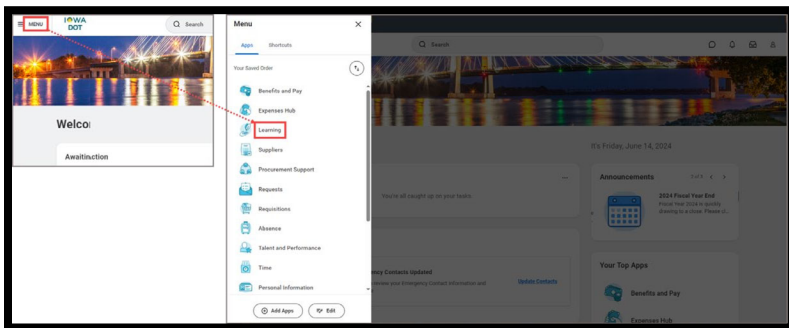 MENU
IOWA
DOT
Search
Welco
Awaiting
action
Menu
Apps
Shortcuts
Your Saved Order
Benefits and Pay
Expenses Hub
Learning
Suppliers
Procurement Support
Requests
Requisitions
Absence
Talent and Performance
Time
Personal Information
Add Apps
Edit
Search
It's Friday, June 14, 2024
You're all caught up on your tasks.
Announcements
2024 Fiscal Year End
Fiscal Year 2024 is quickly
drawing to a close. Please
ency Contacts Updated
review your Emergency Contact Information and
Update Contacts
Your Top Apps
Benefits and Pay
Expenses Hub